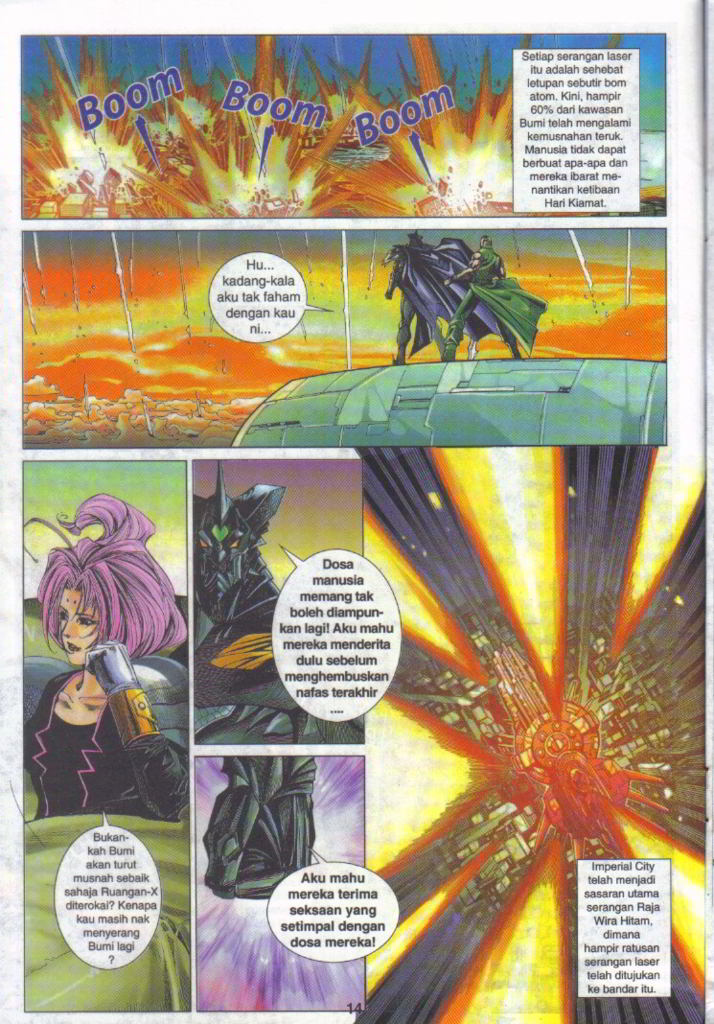 Boom
Boom
Boom
Setiap serangan laser
itu adalah sehebat
letupan sebutir bom
atom. Kini, hampir
60% dari kawasan
Bumi telah mengalami
kemusnahan teruk.
Manusia tidak dapat
berbuat apa-apa dan
mereka ibarat me-
nantikan ketibaan
Hari Kiamat.
Hu...
kadang-kala
aku tak faham
dengan kau
ni...
Bukan-
kah Bumi
akan turut
musnah sebaik
sahaja Ruangan-X
diterokai? Kenapa
kau masih nak
menyerang
Bumi lagi
?
Dosa
manusia
memang tak
boleh diampun-
kan lagi! Aku mahu
mereka menderita
dulu sebelum
menghembuskan
nafas terakhir
....
Aku mahu
mereka terima
seksaan yang
setimpal dengan
dosa mereka!
Imperial City
telah menjadi
sasaran utama
serangan Raja
Wira Hitam,
dimana
hampir ratusan
serangan laser
telah ditujukan
ke bandar itu.
14